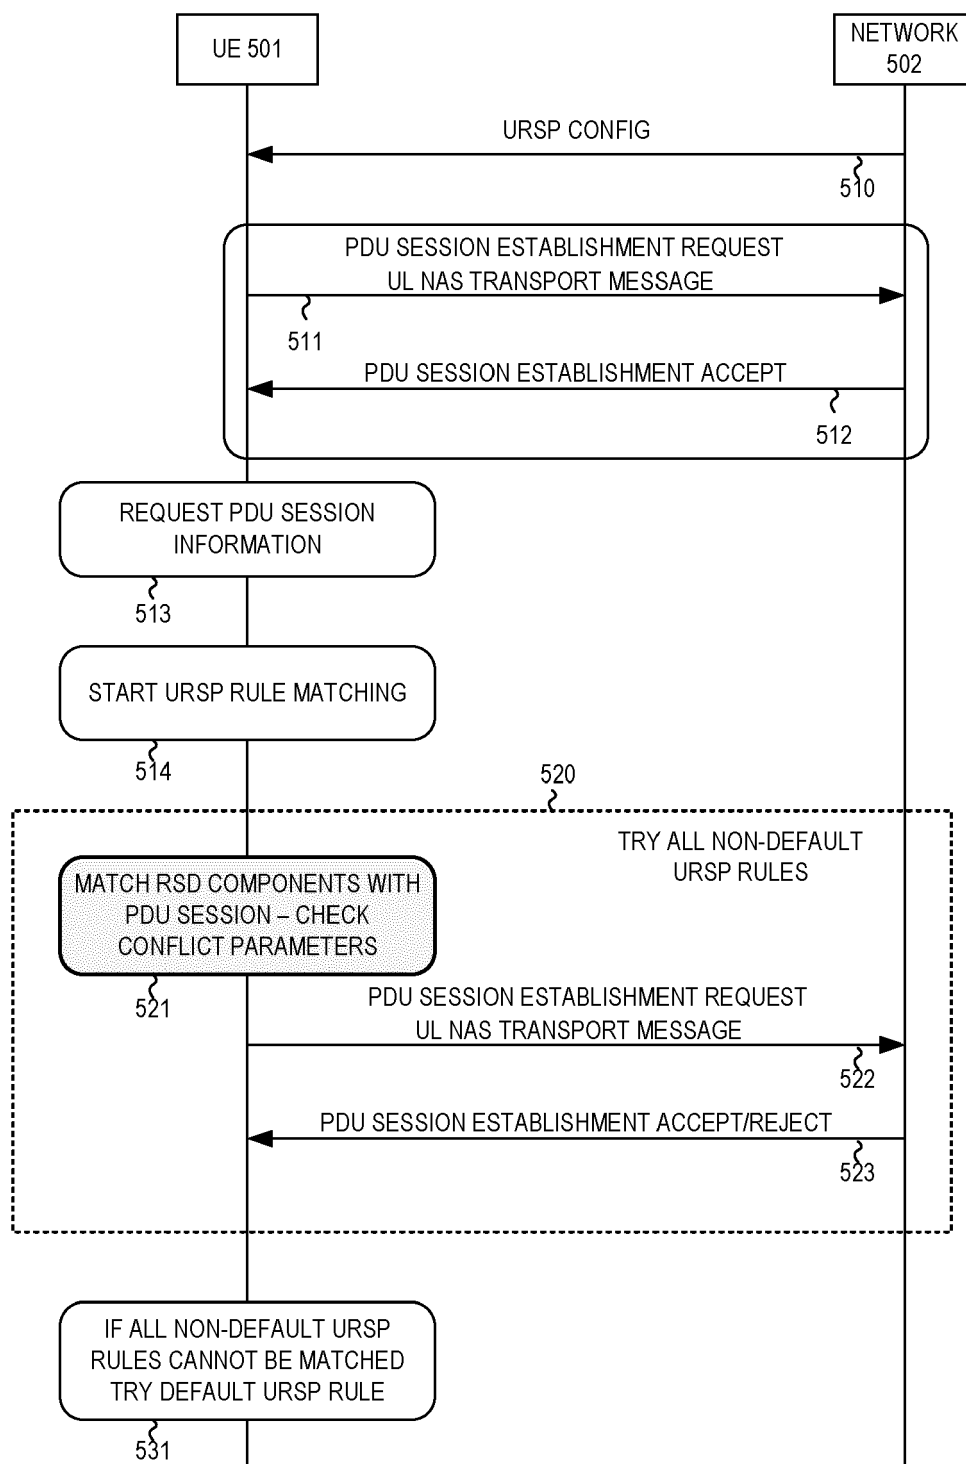 UE 501
NETWORK
502
URSP CONFIG
510
PDU SESSION ESTABLISHMENT REQUEST
UL NAS TRANSPORT MESSAGE
511
PDU SESSION ESTABLISHMENT ACCEPT
512
REQUEST PDU SESSION
INFORMATION
513
START URSP RULE MATCHING
514
520
TRY ALL NON-DEFAULT
URSP RULES
MATCH RSD COMPONENTS WITH
PDU SESSION – CHECK
CONFLICT PARAMETERS
521
PDU SESSION ESTABLISHMENT REQUEST
UL NAS TRANSPORT MESSAGE
522
PDU SESSION ESTABLISHMENT ACCEPT/REJECT
523
IF ALL NON-DEFAULT URSP
RULES CANNOT BE MATCHED
TRY DEFAULT URSP RULE
531